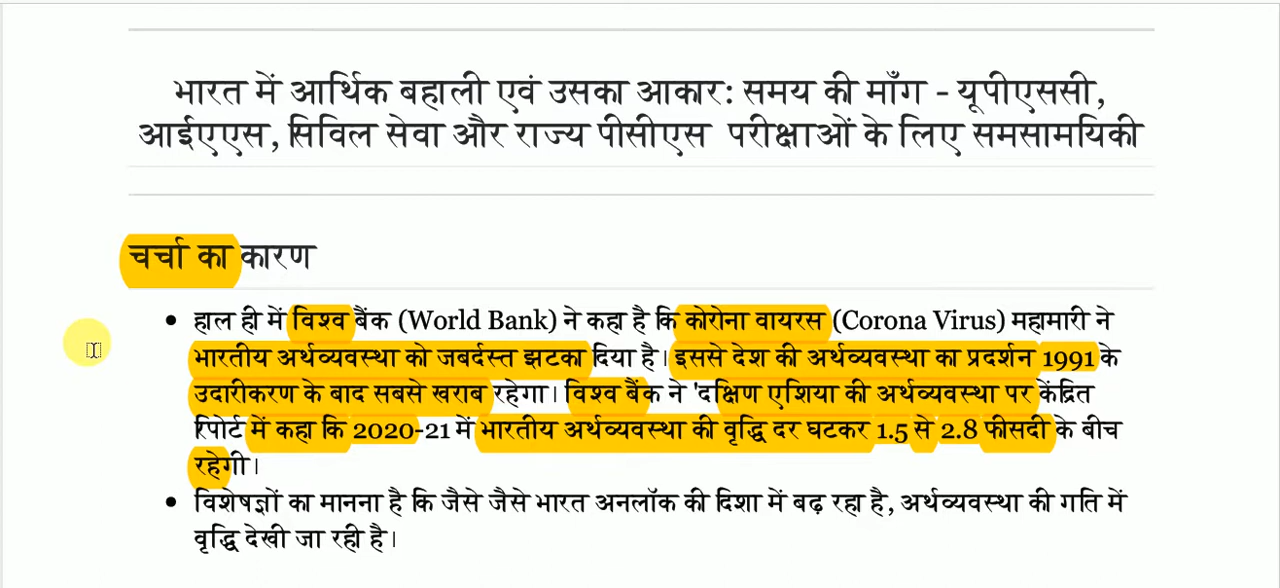 भारत में आर्थिक बहाली एवं उसका आकार: समय की माँग - यूपीएससी,
आईएएस, सिविल सेवा और राज्य पीसीएस परीक्षाओं के लिए समसामयिकी
चर्चा का कारण
• हाल ही में विश्व बैंक (World Bank) ने कहा है कि कोरोना वायरस (Corona Virus) महामारी ने
भारतीय अर्थव्यवस्था को जबर्दस्त झटका दिया है। इससे देश की अर्थव्यवस्था का प्रदर्शन 1991 के
उदारीकरण के बाद सबसे खराब रहेगा। विश्व बैंक ने 'दक्षिण एशिया की अर्थव्यवस्था पर केंद्रित
रिपोर्ट में कहा कि 2020-21 में भारतीय अर्थव्यवस्था की वृद्धि दर घटकर 1.5 से 2.8 फीसदी के बीच
रहेगी।
• विशेषज्ञों का मानना है कि जैसे जैसे भारत अनलॉक की दिशा में बढ़ रहा है, अर्थव्यवस्था की गति में
वृद्धि देखी जा रही है।